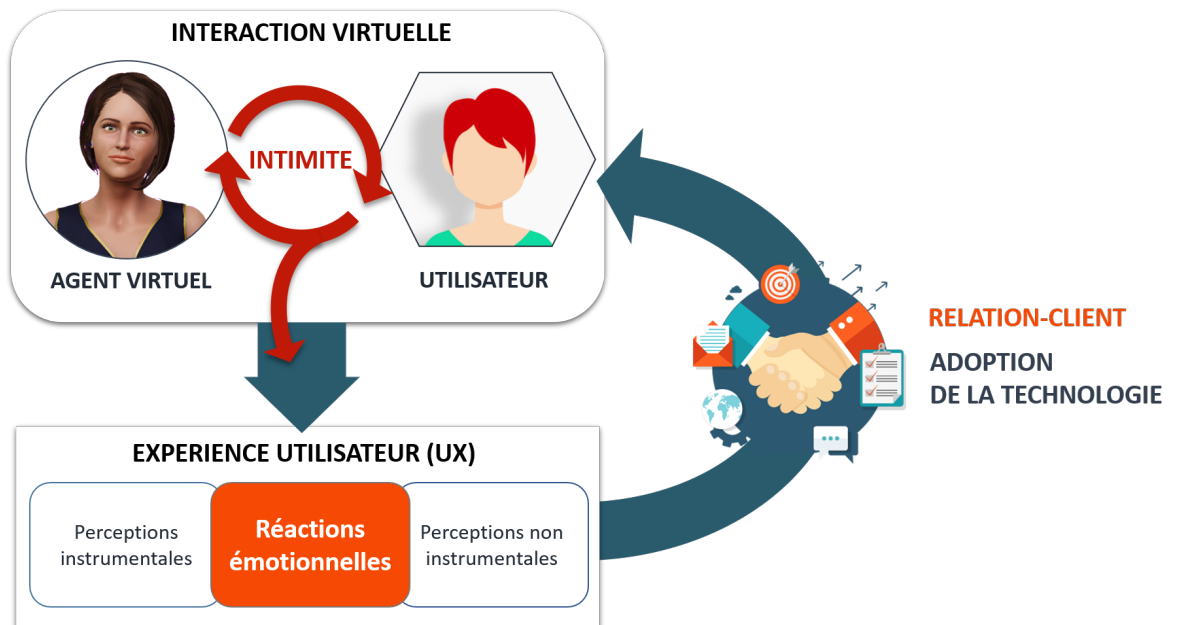 INTERACTION VIRTUELLE
INTIMITE
AGENT VIRTUEL
UTILISATEUR
RELATION-CLIENT
ADOPTION
DE LA TECHNOLOGIE
EXPERIENCE UTILISATEUR (UX)
Perceptions
instrumentales
Réactions
émotionnelles
Perceptions non
instrumentales